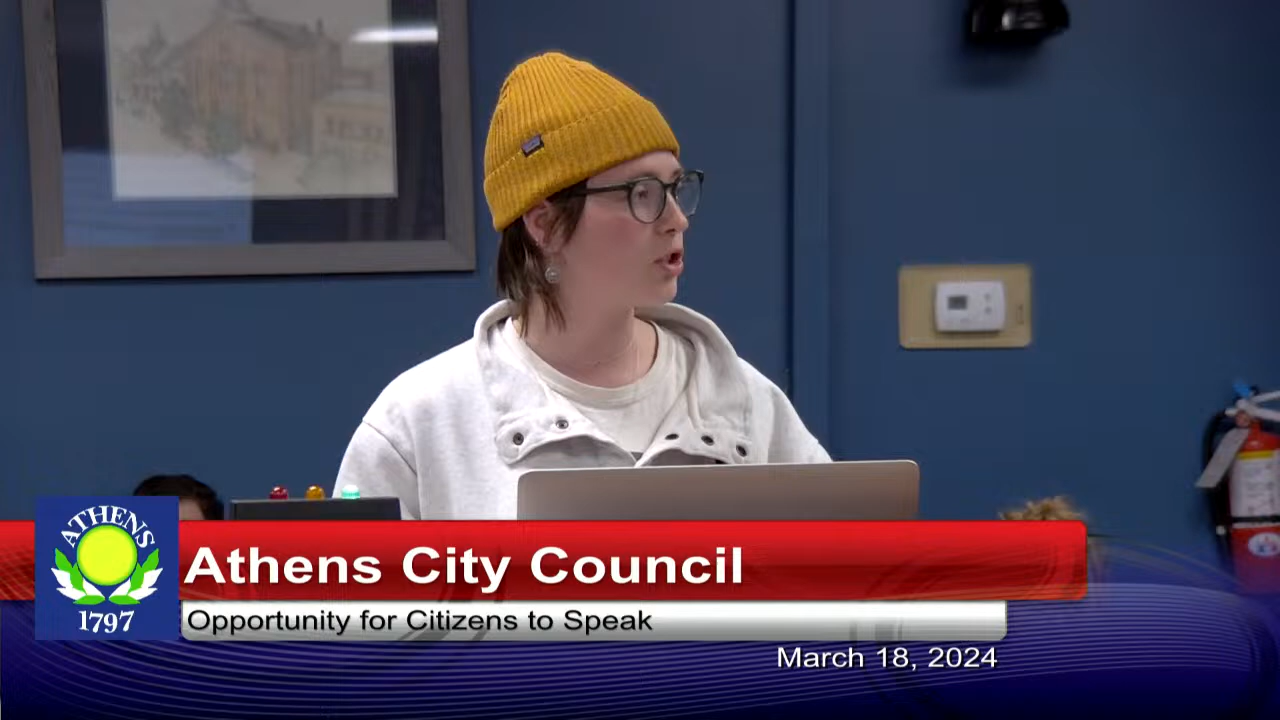 ATHENS
1797
Athens City Council
Opportunity for Citizens to Speak
March 18, 2024